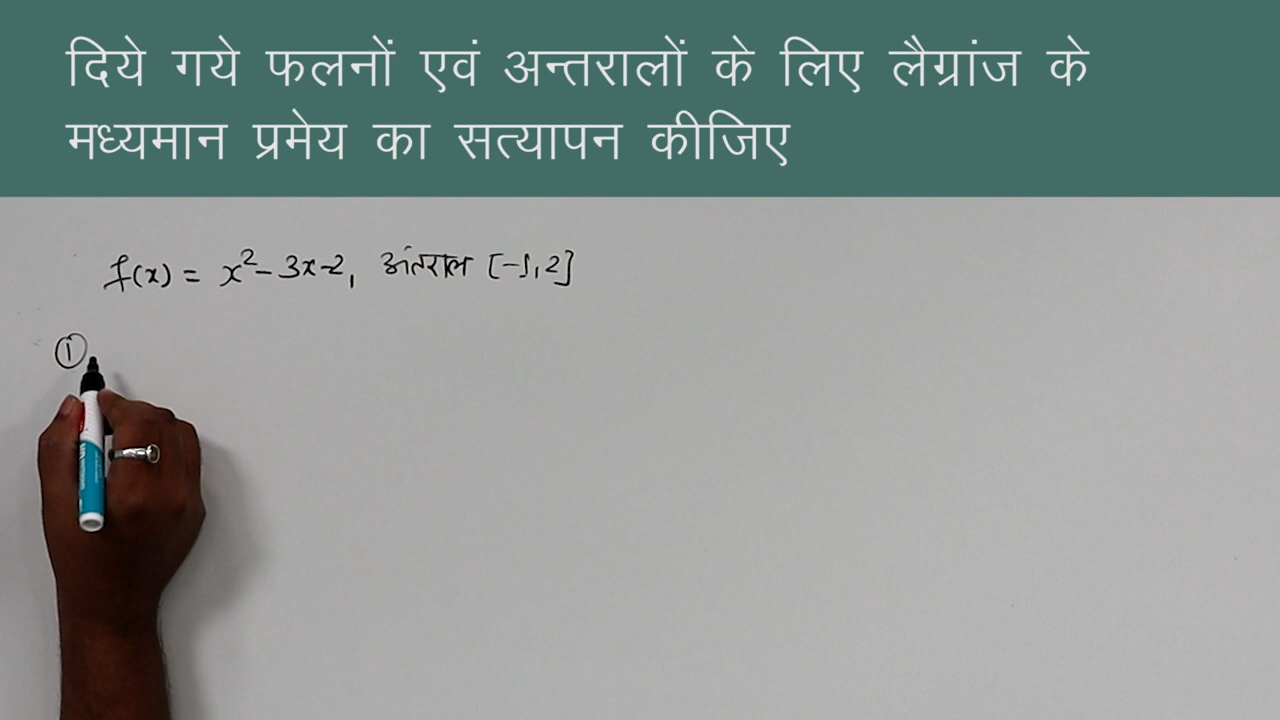 दिये गये फलनों एवं अन्तरालों के लिए लैग्रांज के
मध्यमान प्रमेय का सत्यापन कीजिए
f(x) = x² - 3x - 2, अंतराल [-1, 2]
①